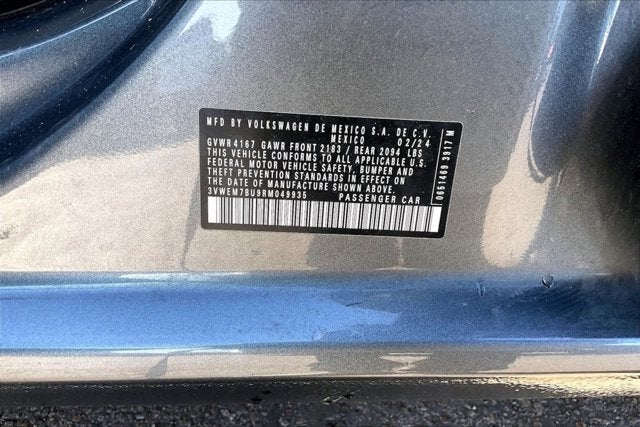 MFD BY VOLKSWAGEN DE MEXICO S.A. DE C.V.
MEXICO 02/24
GVWR 4167 GAWR FRONT 2183 / REAR 2094 LBS
THIS VEHICLE CONFORMS TO ALL APPLICABLE U.S.
FEDERAL MOTOR VEHICLE SAFETY, BUMPER AND
THEFT PREVENTION STANDARDS IN EFFECT ON
THE DATE OF MANUFACTURE SHOWN ABOVE.
3VWEM7BU9RM049935 PASSENGER CAR
0651469 3917 M